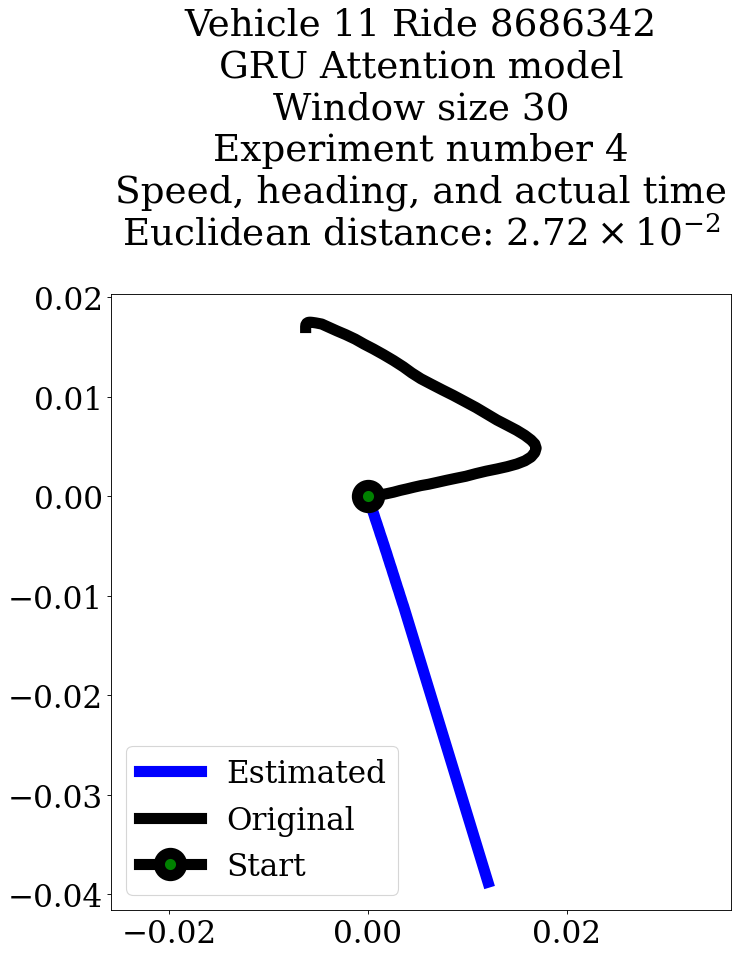 Vehicle 11 Ride 8686342
GRU Attention model
Window size 30
Experiment number 4
Speed, heading, and actual time
Euclidean distance: 2.72 × 10⁻²
0.02
0.01
0.00
−0.01
−0.02
−0.03
−0.04
Estimated
Original
Start
−0.02 0.00 0.02